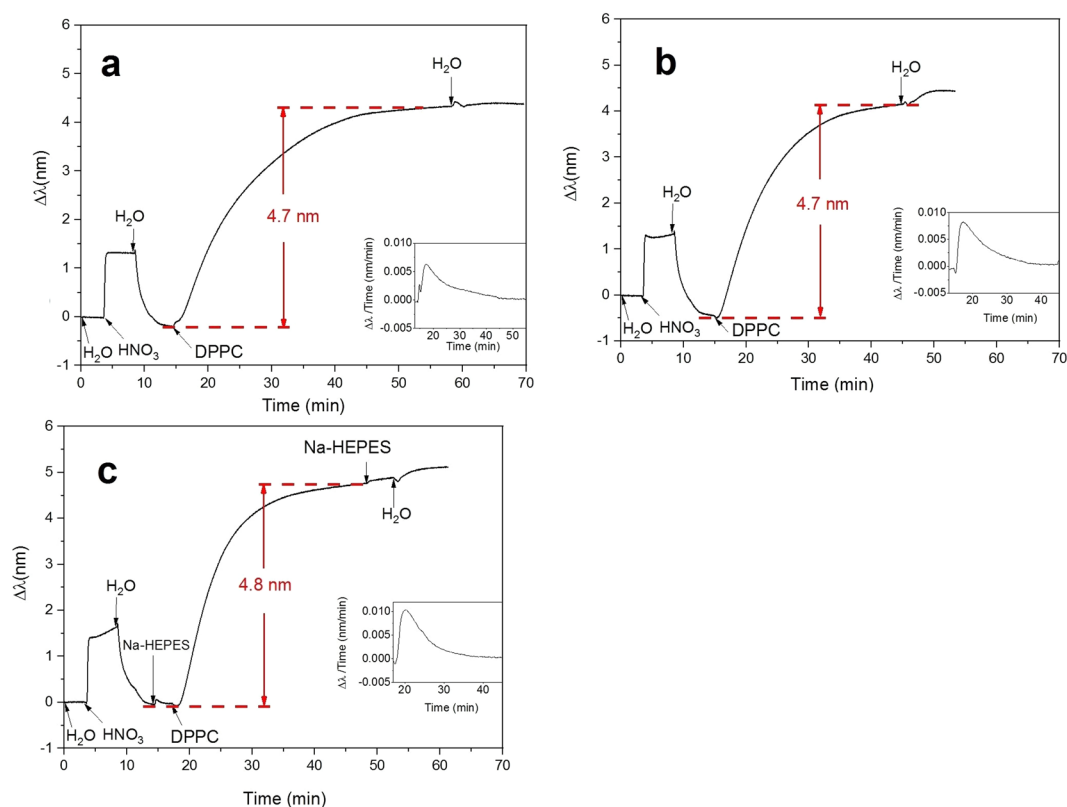 a
6
5
4
3
2
1
0
-1
Δλ(nm)
H2O
HNO3
H2O
DPPC
H2O
4.7 nm
0 10 20 30 40 50 60 70
Time (min)
0.010
0.005
0.000
-0.005
Δλ /Time (nm/min)
20 30 40 50
Time (min)
b
6
5
4
3
2
1
0
-1
Δλ(nm)
H2O
HNO3
H2O
DPPC
H2O
4.7 nm
0 10 20 30 40 50 60 70
Time (min)
0.010
0.005
0.000
-0.005
Δλ /Time (nm/min)
20 30 40
Time (min)
c
6
5
4
3
2
1
0
-1
Δλ(nm)
H2O
HNO3
H2O
Na-HEPES
DPPC
Na-HEPES
H2O
4.8 nm
0 10 20 30 40 50 60 70
Time (min)
0.010
0.005
0.000
-0.005
Δλ /Time (nm/min)
20 30 40
Time (min)